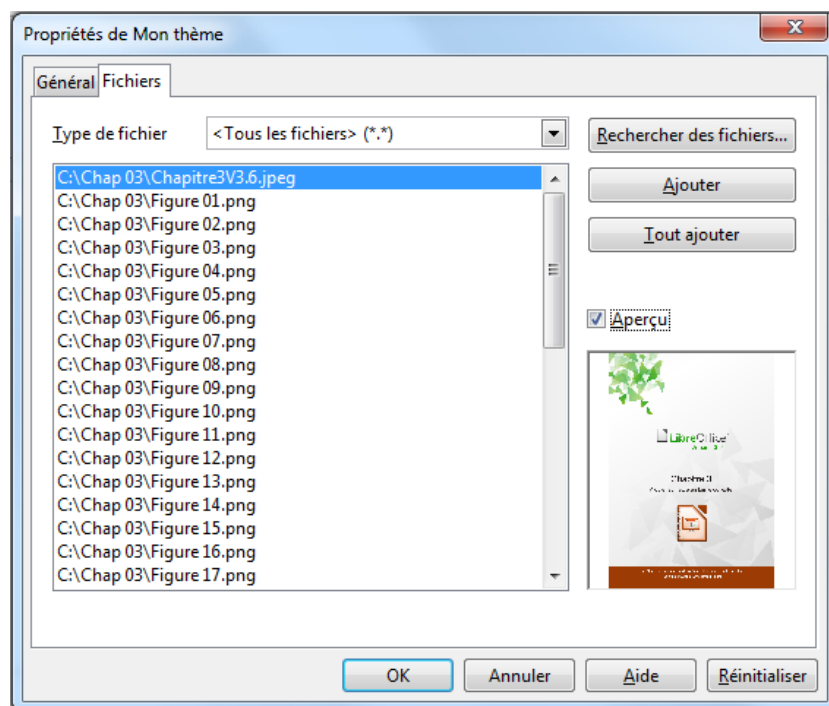 Propriétés de Mon thème
Général Fichiers
Type de fichier <Tous les fichiers> (*.*) Rechercher des fichiers...
C:\Chap 03\Chapitre3V3.6.jpeg
Ajouter
C:\Chap 03\Figure 01.png
C:\Chap 03\Figure 02.png
Tout ajouter
C:\Chap 03\Figure 03.png
C:\Chap 03\Figure 04.png
C:\Chap 03\Figure 05.png
C:\Chap 03\Figure 06.png
Aperçu
C:\Chap 03\Figure 07.png
C:\Chap 03\Figure 08.png
C:\Chap 03\Figure 09.png
C:\Chap 03\Figure 10.png
C:\Chap 03\Figure 11.png
C:\Chap 03\Figure 12.png
LibreOffice
C:\Chap 03\Figure 13.png
Chapitre 3
C:\Chap 03\Figure 14.png
C:\Chap 03\Figure 15.png
C:\Chap 03\Figure 16.png
C:\Chap 03\Figure 17.png
OK Annuler Aide Réinitialiser